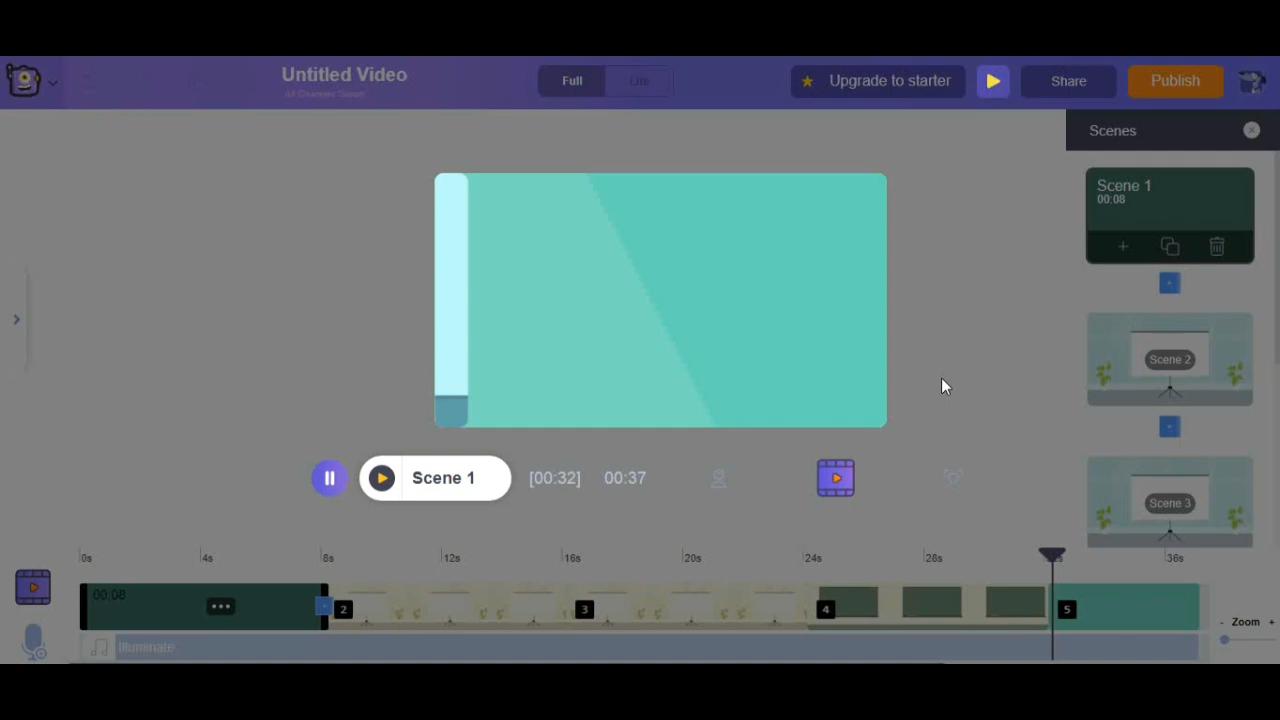 Untitled Video
All Changes Saved
Full
Lite
Upgrade to starter
Share
Publish
Scenes
Scene 1
00:08
Scene 2
Scene 3
Scene 1
[00:32]
00:37
0s
4s
8s
12s
16s
20s
24s
28s
36s
00:08
2
3
4
5
- Zoom +
Illuminate